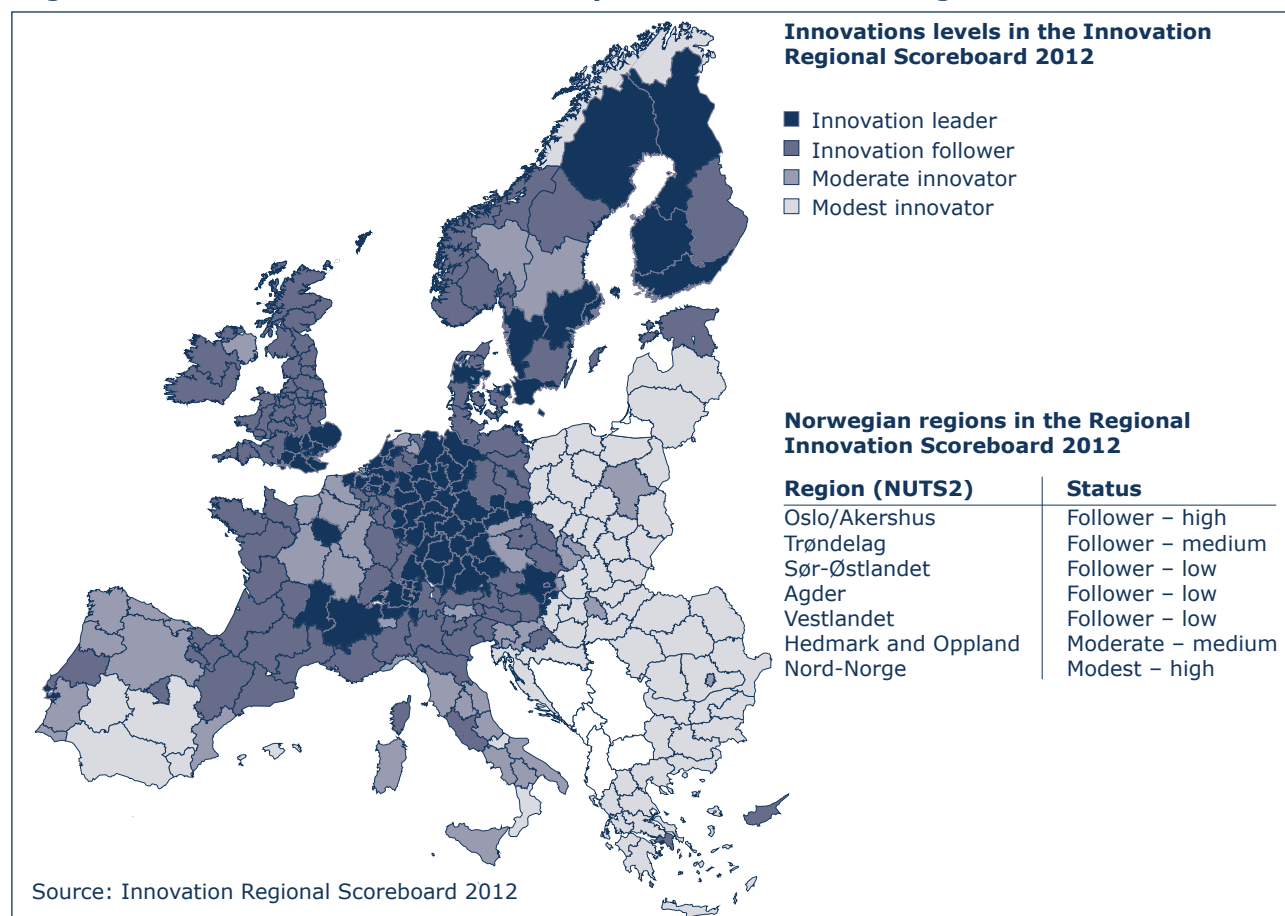 Innovations levels in the Innovation
Regional Scoreboard 2012
Innovation leader
Innovation follower
Moderate innovator
Modest innovator
Norwegian regions in the Regional
Innovation Scoreboard 2012
Region (NUTS2) Status
Oslo/Akershus Follower – high
Trøndelag Follower – medium
Sør-Østlandet Follower – low
Agder Follower – low
Vestlandet Follower – low
Hedmark and Oppland Moderate – medium
Nord-Norge Modest – high
Source: Innovation Regional Scoreboard 2012